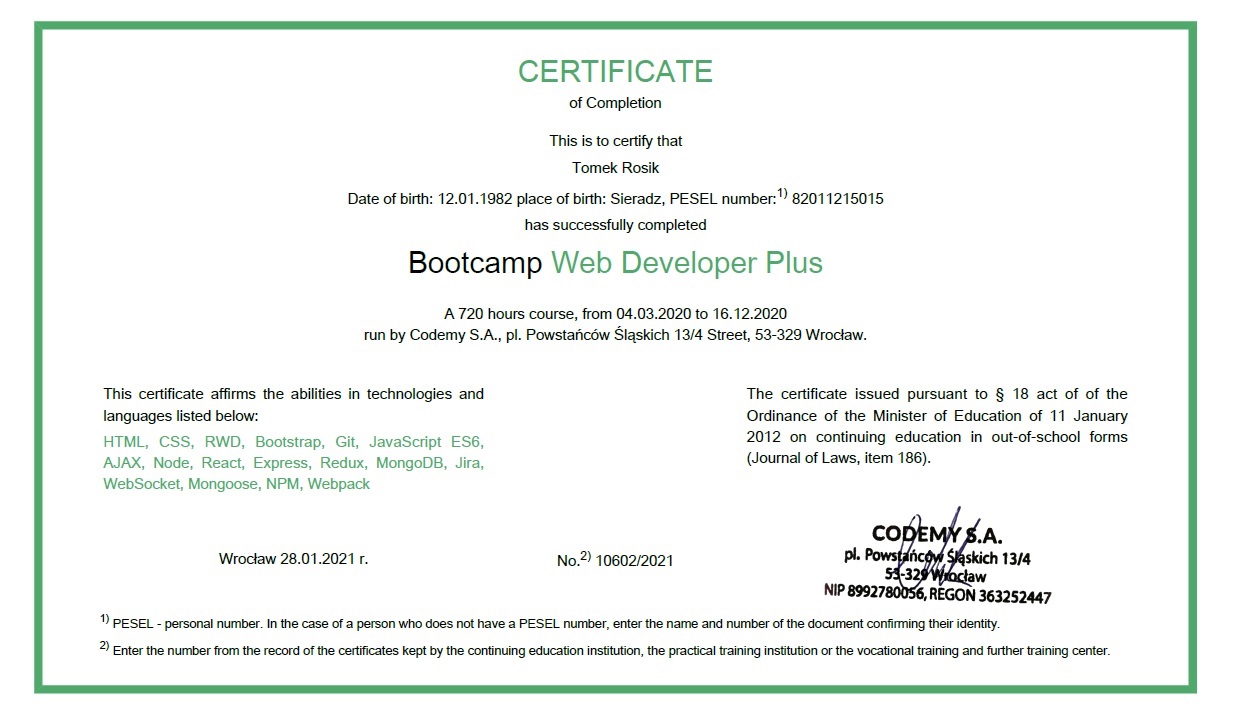 CERTIFICATE
of Completion
This is to certify that
Tomek Rosik
Date of birth: 12.01.1982 place of birth: Sieradz, PESEL number:1) 82011215015
has successfully completed
Bootcamp Web Developer Plus
A 720 hours course, from 04.03.2020 to 16.12.2020
run by Codemy S.A., pl. Powstańców Śląskich 13/4 Street, 53-329 Wrocław.
This certificate affirms the abilities in technologies and
languages listed below:
HTML, CSS, RWD, Bootstrap, Git, JavaScript ES6,
AJAX, Node, React, Express, Redux, MongoDB, Jira,
WebSocket, Mongoose, NPM, Webpack
The certificate issued pursuant to § 18 act of of the
Ordinance of the Minister of Education of 11 January
2012 on continuing education in out-of-school forms
(Journal of Laws, item 186).
Wrocław 28.01.2021 r.
No.2) 10602/2021
CODEMY S.A.
pl. Powstańców Śląskich 13/4
53-329 Wrocław
NIP 8992780056, REGON 363252447
1) PESEL - personal number. In the case of a person who does not have a PESEL number, enter the name and number of the document confirming their identity.
2) Enter the number from the record of the certificates kept by the continuing education institution, the practical training institution or the vocational training and further training center.